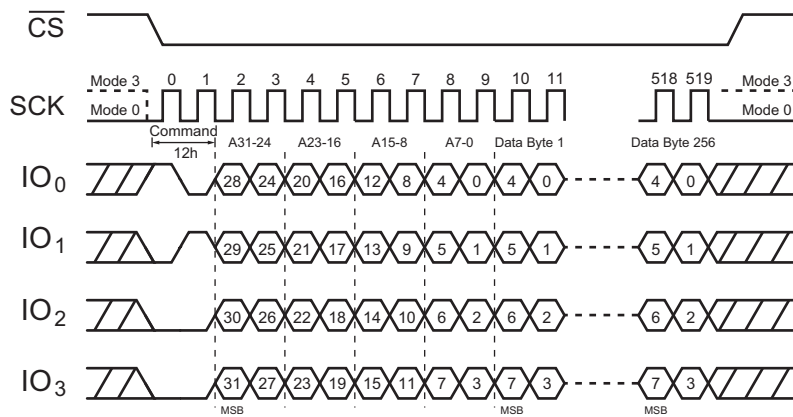 CS
Mode 3 0 1 2 3 4 5 6 7 8 9 10 11 518 519 Mode 3
SCK
Mode 0 Mode 0
Command A31-24 A23-16 A15-8 A7-0 Data Byte 1 Data Byte 256
12h
IO0 28 24 20 16 12 8 4 0 4 0 4 0
IO1 29 25 21 17 13 9 5 1 5 1 5 1
IO2 30 26 22 18 14 10 6 2 6 2 6 2
IO3 31 27 23 19 15 11 7 3 7 3 7 3
MSB MSB MSB